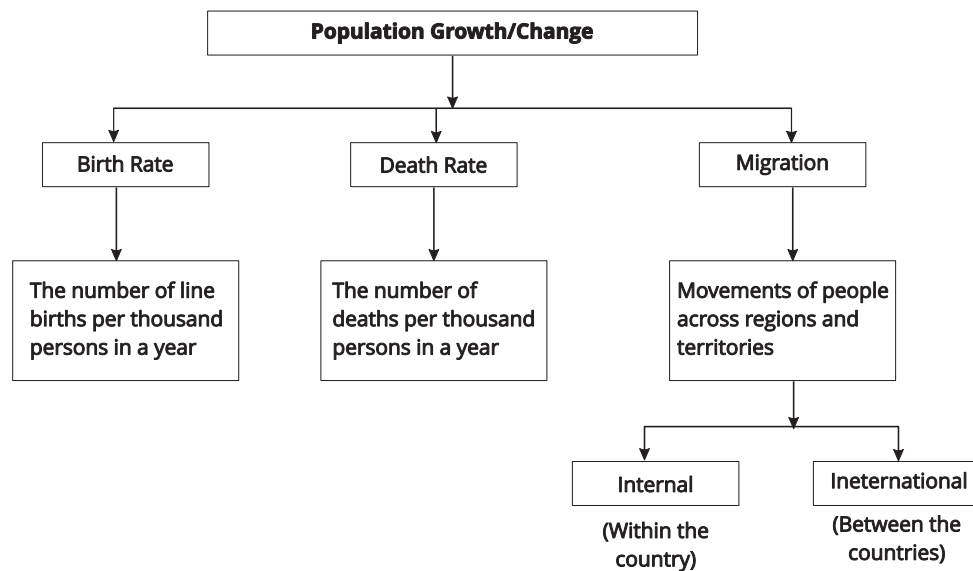 Population Growth/Change
Birth Rate
Death Rate
Migration
The number of line
births per thousand
persons in a year
The number of
deaths per thousand
persons in a year
Movements of people
across regions and
territories
Internal
(Within the
country)
Ineternational
(Between the
countries)